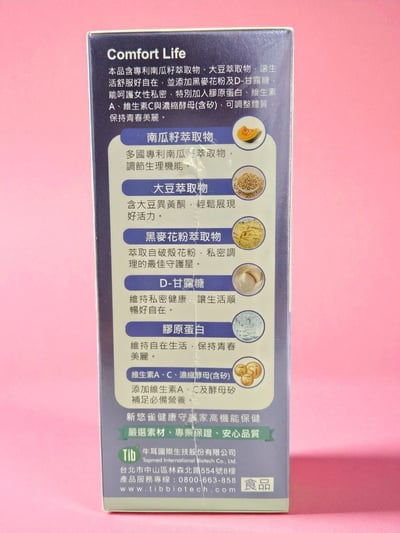 Comfort Life
本品含專利南瓜籽萃取物、大豆萃取物，讓生
活舒服好自在，並添加黑麥花粉及D-甘露糖，
能呵護女性私密，特別加入膠原蛋白、維生素
A、維生素C與濃縮酵母(含矽)，可調整體質，
保持青春美麗。
南瓜籽萃取物
多國專利南瓜籽萃取物，
調節生理機能。
大豆萃取物
含大豆異黃酮，輕鬆展現
好活力。
黑麥花粉萃取物
萃取自破殼花粉，私密調
理的最佳守護星。
D-甘露糖
維持私密健康，讓生活順
暢好自在。
膠原蛋白
維持自在生活，保持青春
美麗。
維生素A、C、濃縮酵母(含矽)
添加維生素A、C及酵母矽
補足必備營養。
新悠雀健康守護家高機能保健
嚴選素材、專業保證、安心品質
Tib
牛耳國際生技股份有限公司
Topmed International Biotech Co., Ltd.
台北市中山區林森北路554號8樓
產品服務專線：0800-663-858
www.tibbiotech.com
食品